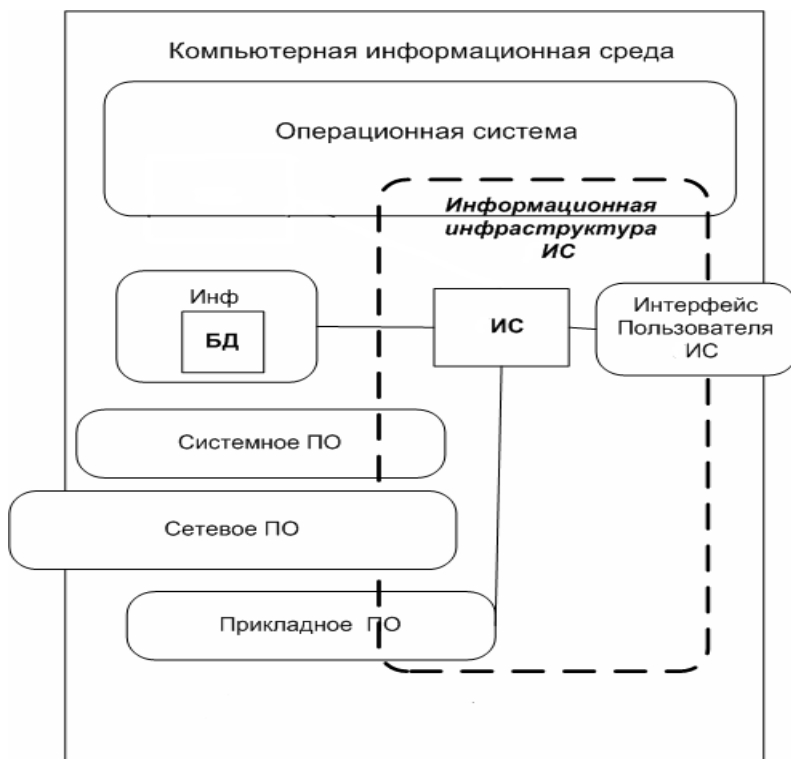 Компьютерная информационная среда
Операционная система
Информационная
инфраструктура
ИС
Инф
БД
ИС
Интерфейс
Пользователя
ИС
Системное ПО
Сетевое ПО
Прикладное ПО